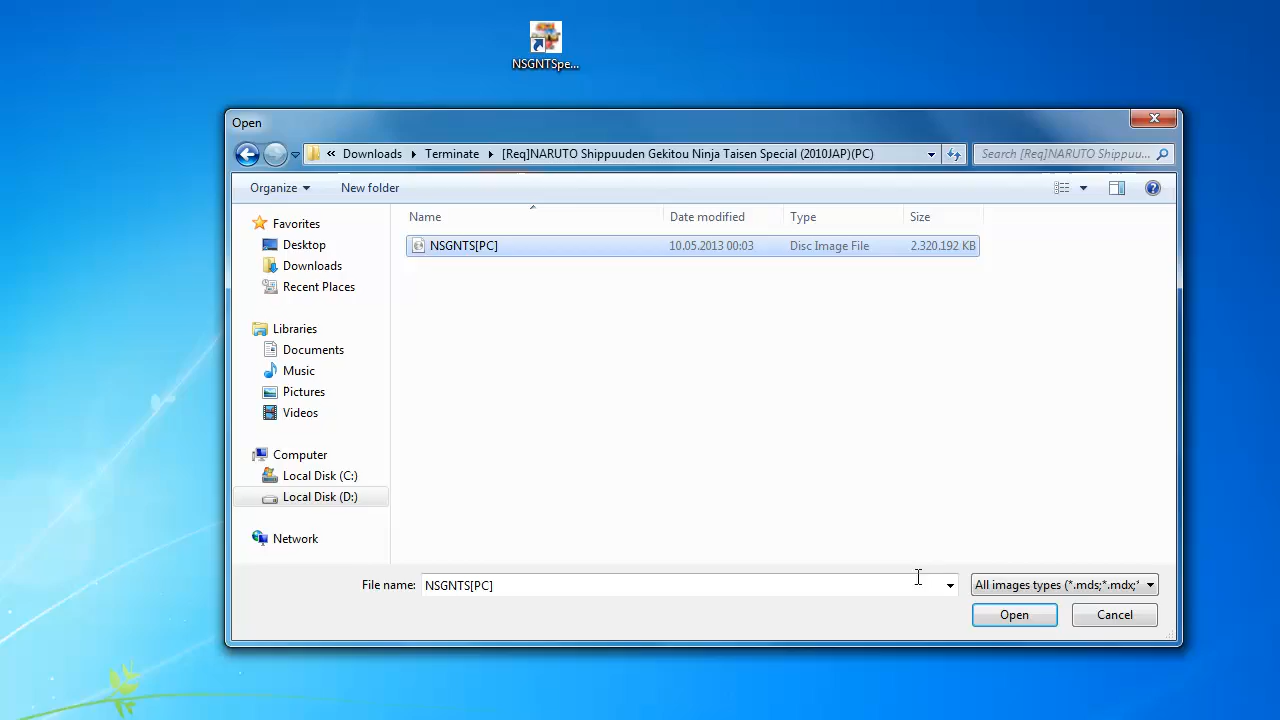 NSGNTSpe...
Open
« Downloads Terminate [Req]NARUTO Shippuuden Gekitou Ninja Taisen Special (2010JAP)(PC)
Search [Req]NARUTO Shippuu...
Organize New folder
Name Date modified Type Size
NSGNTS[PC] 10.05.2013 00:03 Disc Image File 2.320.192 KB
Favorites
Desktop
Downloads
Recent Places
Libraries
Documents
Music
Pictures
Videos
Computer
Local Disk (C:)
Local Disk (D:)
Network
File name: NSGNTS[PC] All images types (*.mds;*.mdx;*
Open Cancel